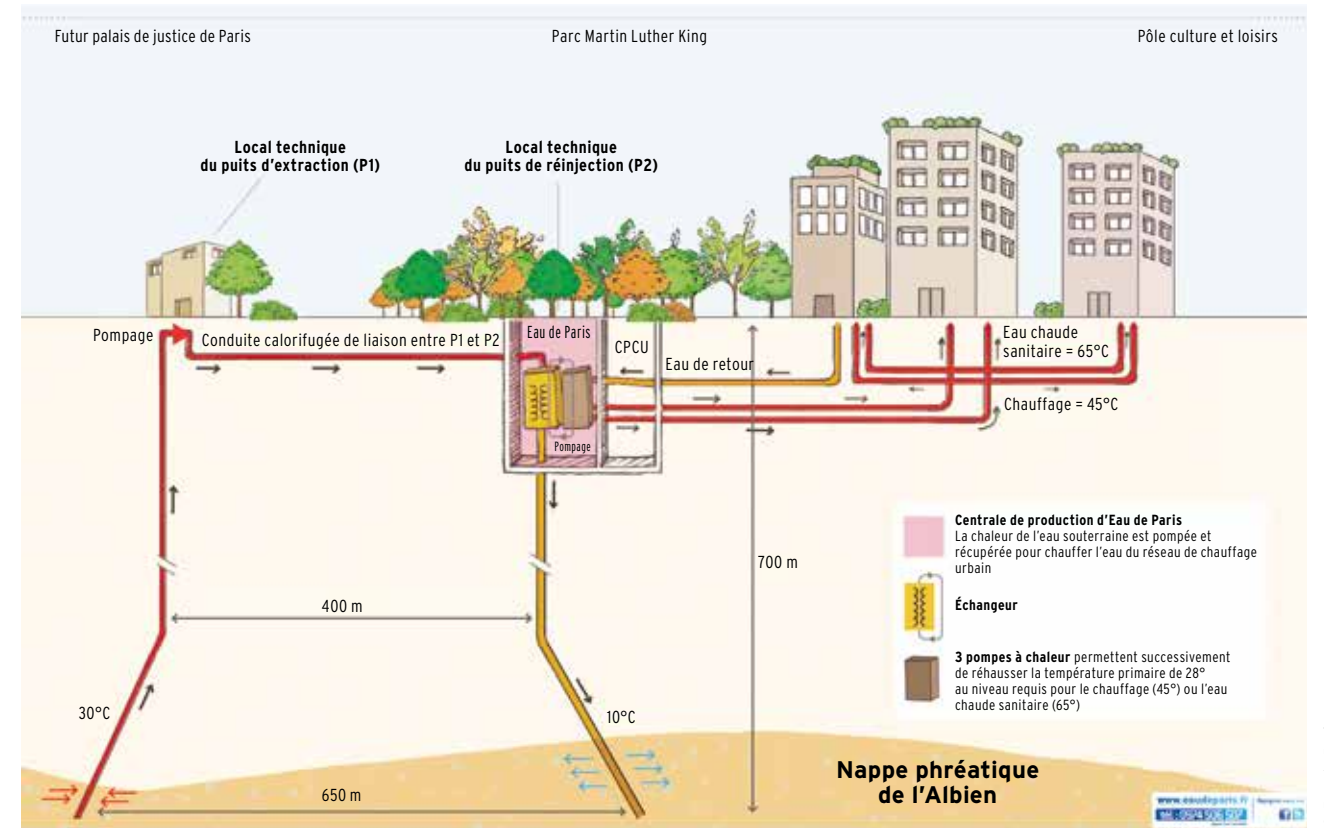 Futur palais de justice de Paris
Parc Martin Luther King
Pôle culture et loisirs
Local technique
du puits d'extraction (P1)
Local technique
du puits de réinjection (P2)
Pompage
Conduite calorifugée de liaison entre P1 et P2
Eau de Paris
CPCU
Eau de retour
Eau chaude
sanitaire = 65°C
Chauffage = 45°C
Pompage
Centrale de production d'Eau de Paris
La chaleur de l'eau souterraine est pompée et
récupérée pour chauffer l'eau du réseau de chauffage
urbain
700 m
Échangeur
400 m
3 pompes à chaleur permettent successivement
de réhausser la température primaire de 28°
au niveau requis pour le chauffage (45°) ou l'eau
chaude sanitaire (65°)
30°C
10°C
Nappe phréatique
de l'Albien
650 m
www.eaudeparis.fr
tél : 0974 506 507